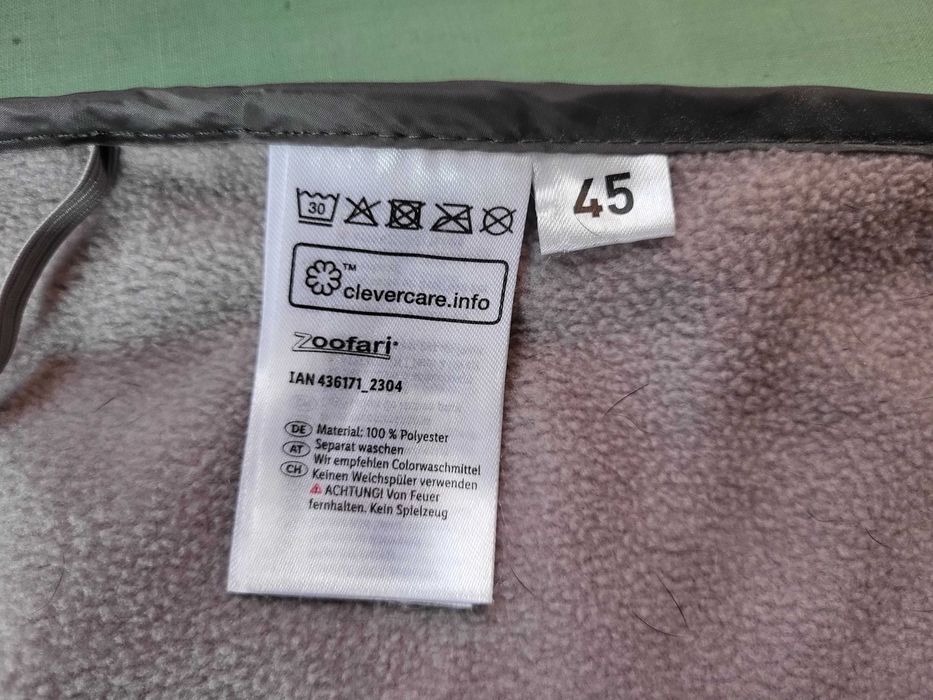 45
30
™
clevercare.info
Zoofari®
IAN 436171_2304
DE Material: 100 % Polyester
AT Separat waschen
CH Wir empfehlen Colorwaschmittel
Keinen Weichspüler verwenden
ACHTUNG! Von Feuer
fernhalten. Kein Spielzeug